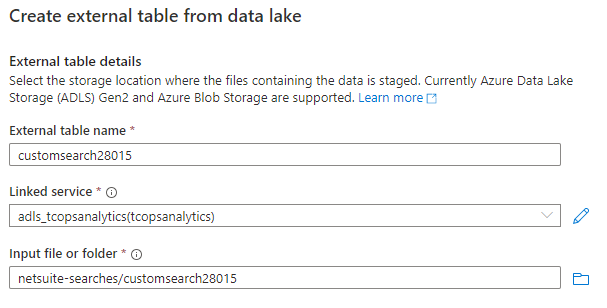 Create external table from data lake
External table details
Select the storage location where the files containing the data is staged. Currently Azure Data Lake
Storage (ADLS) Gen2 and Azure Blob Storage are supported. Learn more
External table name *
customsearch28015
Linked service *
adls_tcopsanalytics(tcopsanalytics)
Input file or folder *
netsuite-searches/customsearch28015